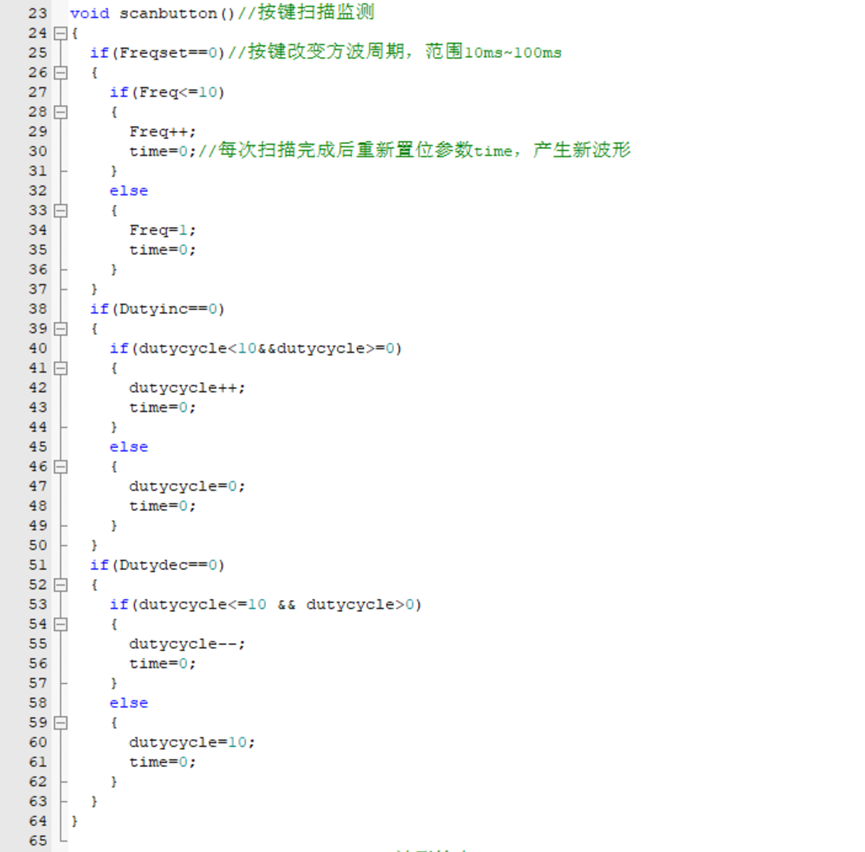 23 void scanbutton()//按键扫描监测
24 {
25 if(Freqset==0)//按键改变方波周期，范围10ms~100ms
26 {
27 if(Freq<=10)
28 {
29 Freq++;
30 time=0;//每次扫描完成后重新置位参数time，产生新波形
31 }
32 else
33 {
34 Freq=1;
35 time=0;
36 }
37 }
38 if(Dutyinc==0)
39 {
40 if(dutycycle<10&&dutycycle>=0)
41 {
42 dutycycle++;
43 time=0;
44 }
45 else
46 {
47 dutycycle=0;
48 time=0;
49 }
50 }
51 if(Dutydec==0)
52 {
53 if(dutycycle<=10 && dutycycle>0)
54 {
55 dutycycle--;
56 time=0;
57 }
58 else
59 {
60 dutycycle=10;
61 time=0;
62 }
63 }
64 }
65